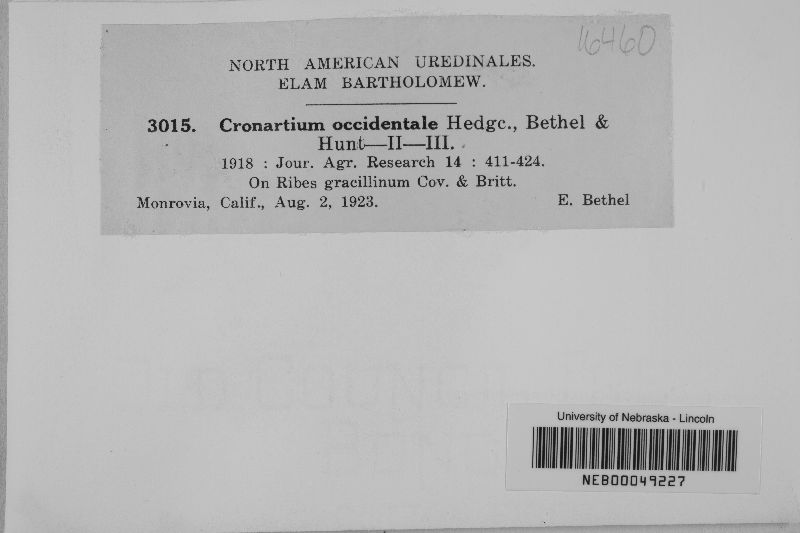 16460
NORTH AMERICAN UREDINALES.
ELAM BARTHOLOMEW.
3015. Cronartium occidentale Hedgc., Bethel &
Hunt—II—III.
1918 : Jour. Agr. Research 14 : 411-424.
On Ribes gracillinum Cov. & Britt.
Monrovia, Calif., Aug. 2, 1923. E. Bethel
University of Nebraska - Lincoln
NEB00049227